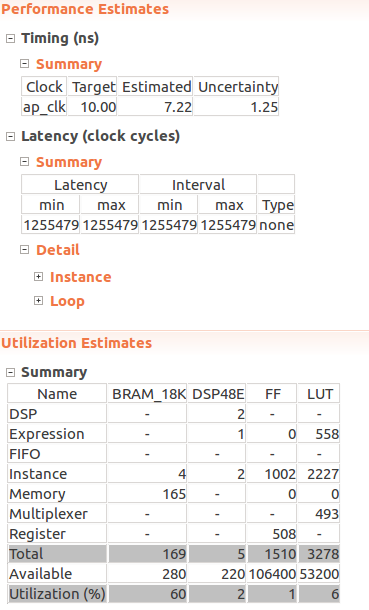 Performance Estimates
Timing (ns)
Summary
Clock Target Estimated Uncertainty
ap_clk 10.00 7.22 1.25
Latency (clock cycles)
Summary
Latency Interval
min max min max Type
1255479 1255479 1255479 1255479 none
Detail
Instance
Loop
Utilization Estimates
Summary
Name BRAM_18K DSP48E FF LUT
DSP - 2 - -
Expression - 1 0 558
FIFO - - - -
Instance 4 2 1002 2227
Memory 165 - 0 0
Multiplexer - - - 493
Register - - 508 -
Total 169 5 1510 3278
Available 280 220 106400 53200
Utilization (%) 60 2 1 6